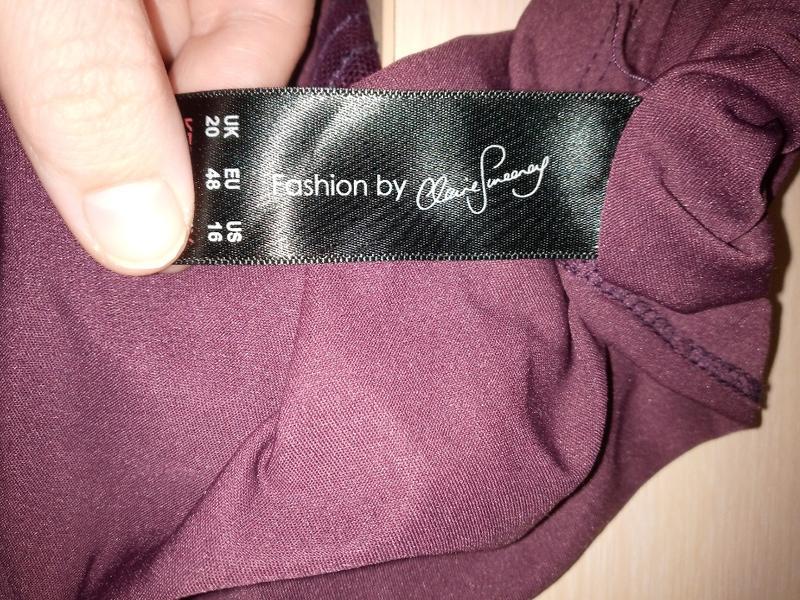 Fashion by Claire Sweeney
UK EU US
20 48 16